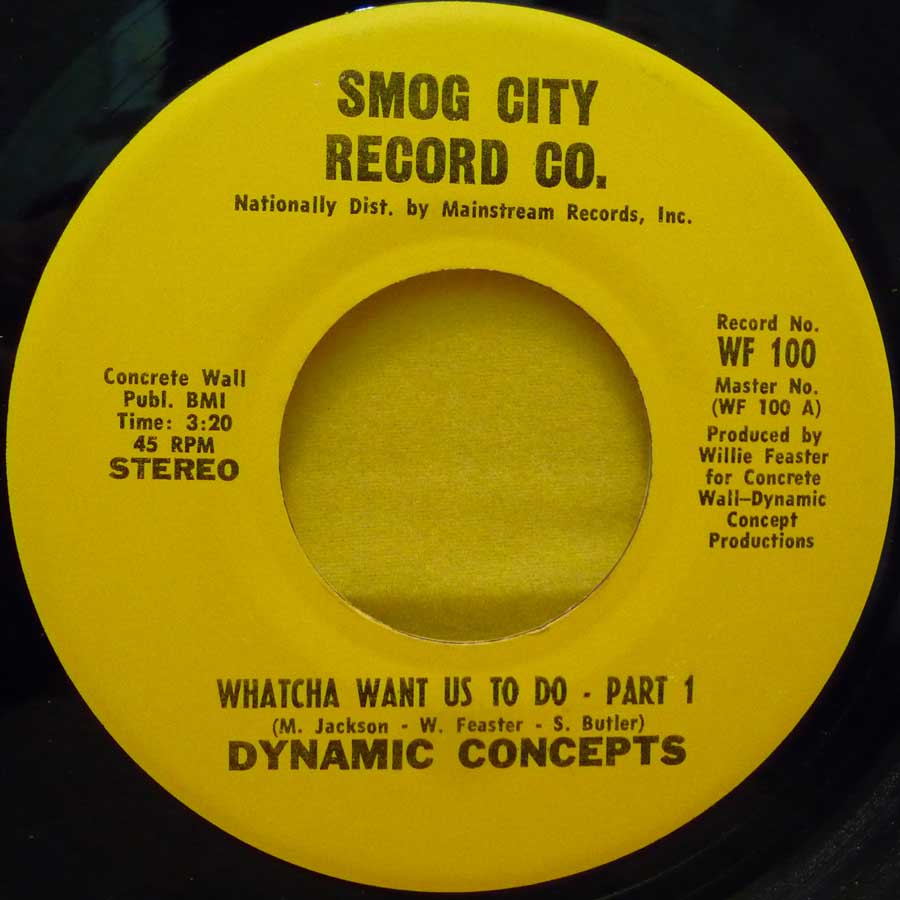 SMOG CITY
RECORD CO.
Nationally Dist. by Mainstream Records, Inc.
Concrete Wall
Publ. BMI
Time: 3:20
45 RPM
STEREO
Record No.
WF 100
Master No.
(WF 100 A)
Produced by
Willie Feaster
for Concrete
Wall-Dynamic
Concept
Productions
WHATCHA WANT US TO DO - PART 1
(M. Jackson - W. Feaster - S. Butler)
DYNAMIC CONCEPTS